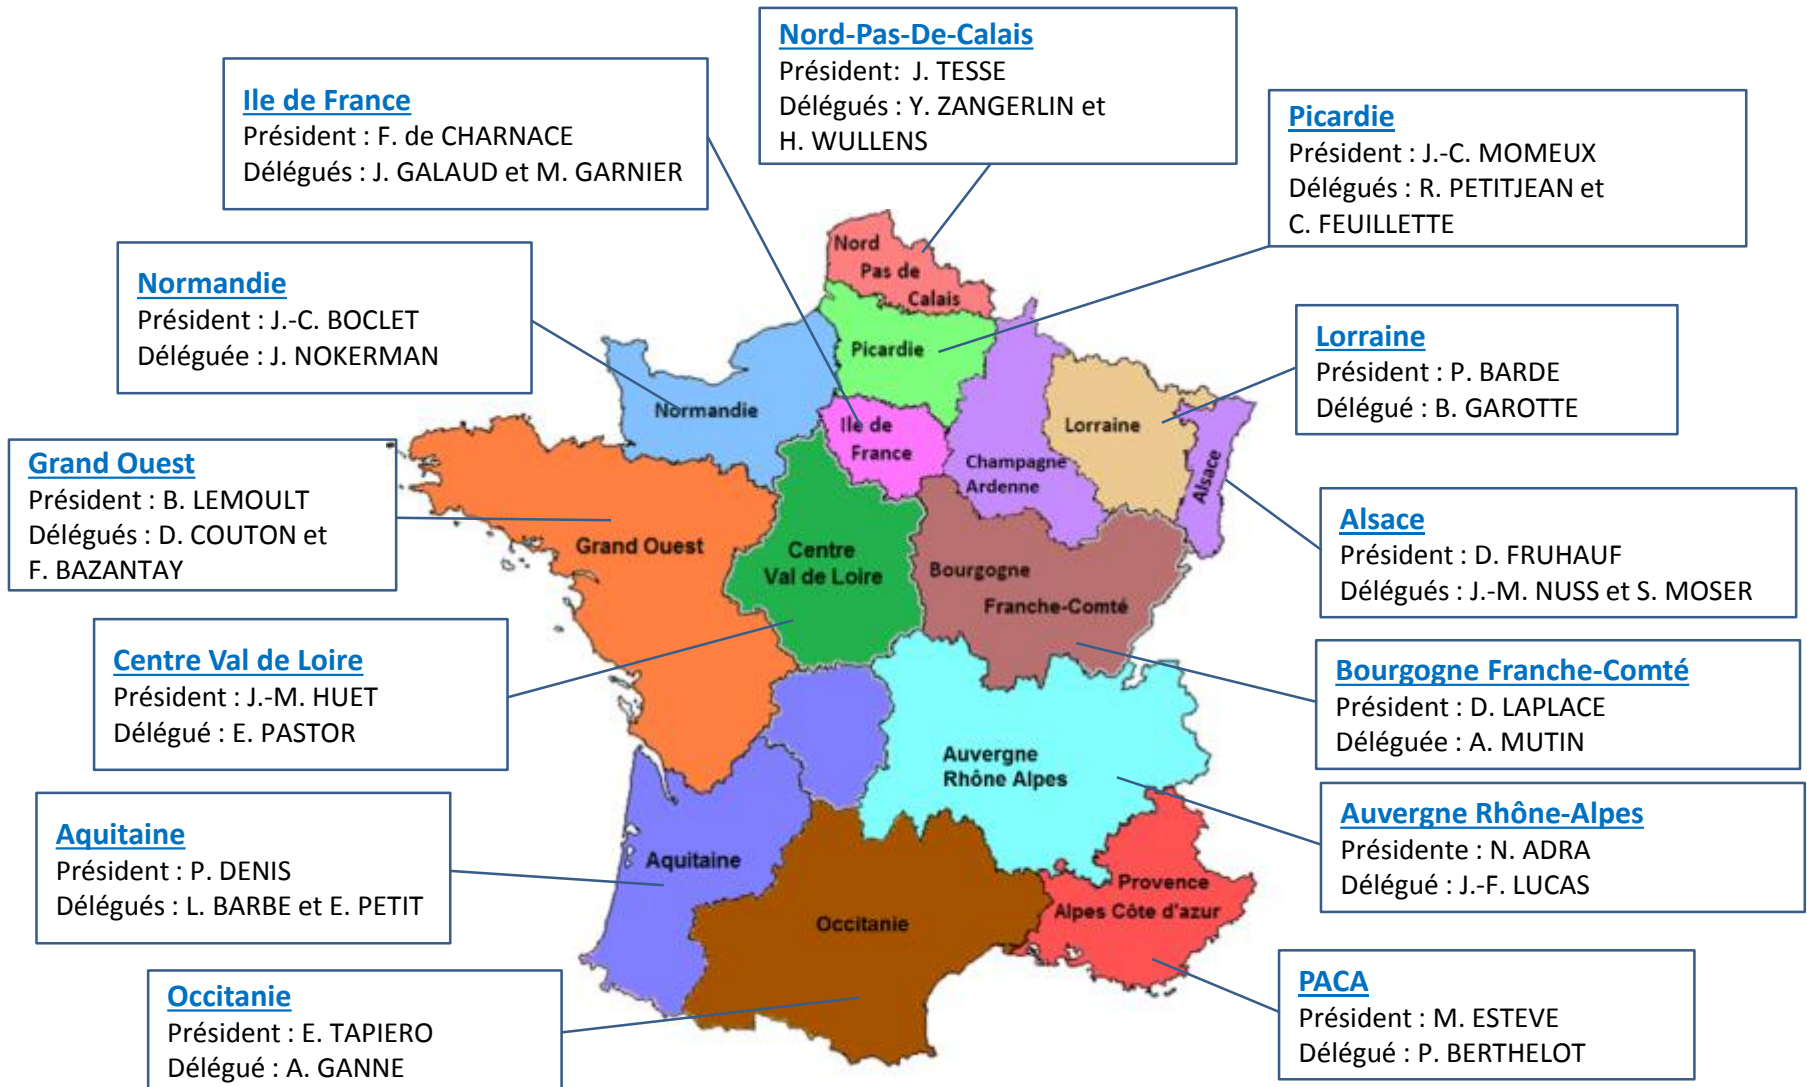 Nord-Pas-De-Calais
Président: J. TESSE
Délégués : Y. ZANGERLIN et
H. WULLENS
Ile de France
Président : F. de CHARNACE
Délégués : J. GALAUD et M. GARNIER
Picardie
Président : J.-C. MOMEUX
Délégués : R. PETITJEAN et
C. FEUILLETTE
Normandie
Président : J.-C. BOCLET
Déléguée : J. NOKERMAN
Lorraine
Président : P. BARDE
Délégué : B. GAROTTE
Grand Ouest
Président : B. LEMOULT
Délégués : D. COUTON et
F. BAZANTAY
Alsace
Président : D. FRUHAUF
Délégués : J.-M. NUSS et S. MOSER
Centre Val de Loire
Président : J.-M. HUET
Délégué : E. PASTOR
Bourgogne Franche-Comté
Président : D. LAPLACE
Déléguée : A. MUTIN
Aquitaine
Président : P. DENIS
Délégués : L. BARBE et E. PETIT
Auvergne Rhône-Alpes
Présidente : N. ADRA
Délégué : J.-F. LUCAS
Occitanie
Président : E. TAPIERO
Délégué : A. GANNE
PACA
Président : M. ESTEVE
Délégué : P. BERTHELOT
Nord
Pas de
Calais
Picardie
Normandie
Ile de
France
Champagne
Ardenne
Lorraine
Alsace
Grand Ouest
Centre
Val de Loire
Bourgogne
Franche-Comté
Auvergne
Rhône Alpes
Aquitaine
Occitanie
Provence
Alpes Côte d'azur